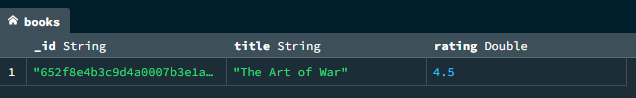 books
_id String title String rating Double
1 "652f8e4b3c9d4a0007b3e1a… "The Art of War" 4.5